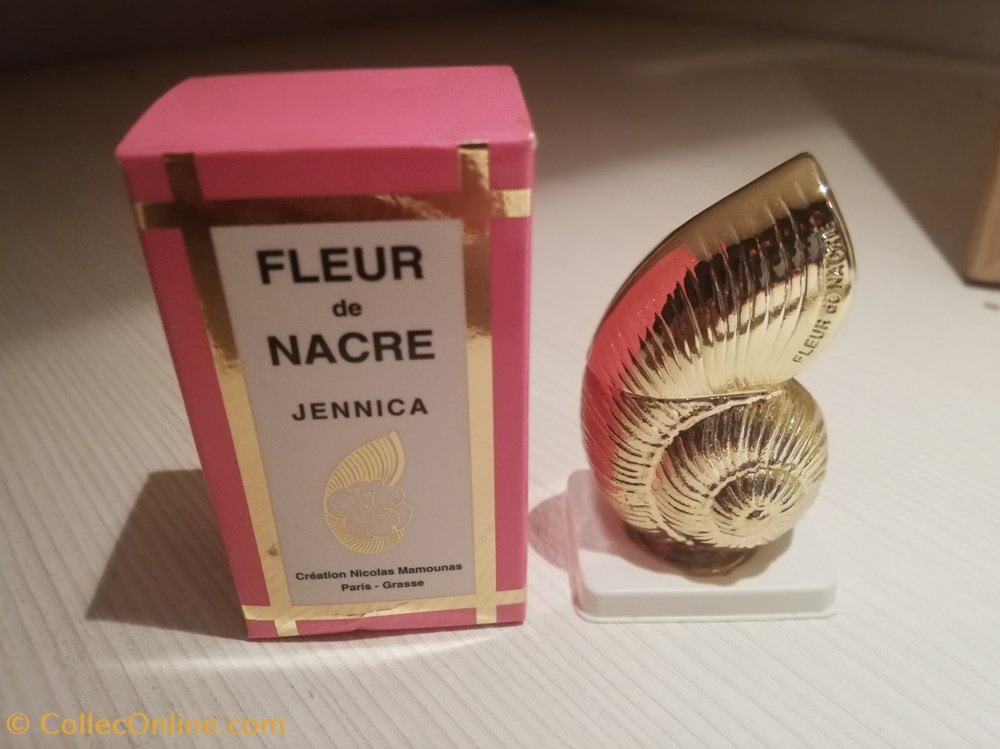 FLEUR
de
NACRE
JENNICA
Création Nicolas Mamounas
Paris - Grasse
FLEUR de NACRE
© CollecOnline.com